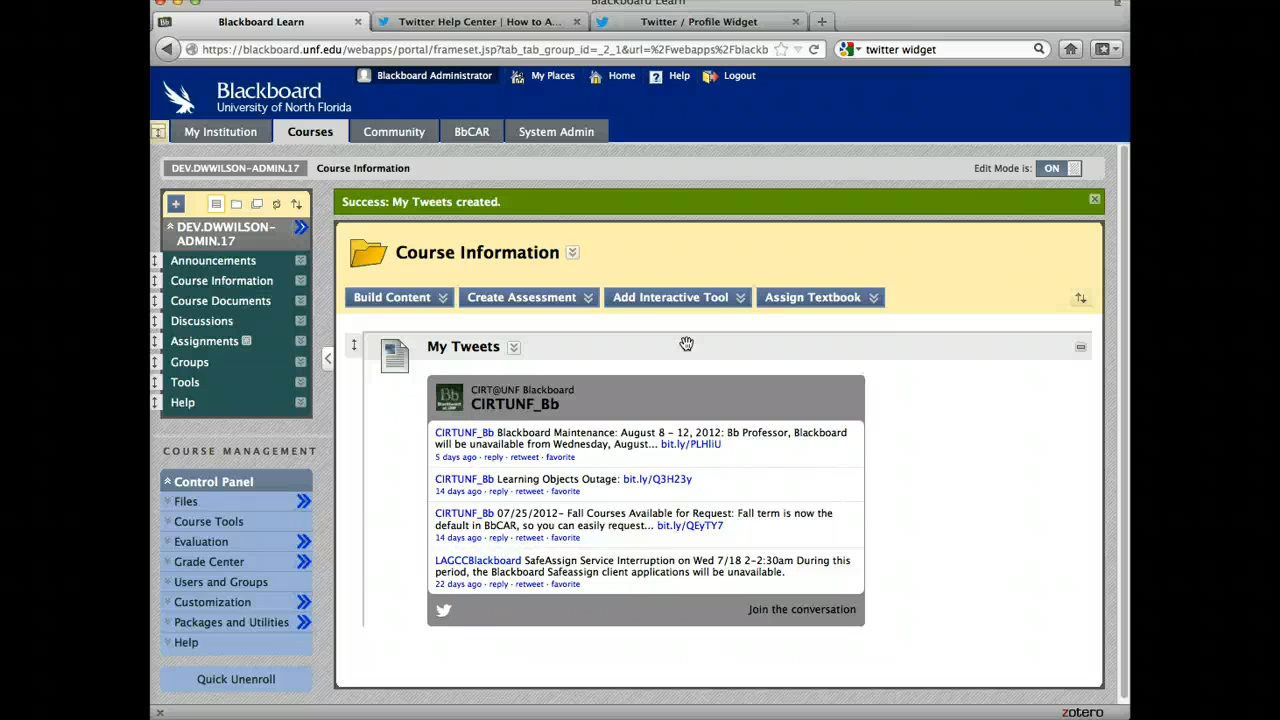 Blackboard Learn
Blackboard Learn
Twitter Help Center | How to A...
Twitter / Profile Widget
https://blackboard.unf.edu/webapps/portal/frameset.jsp?tab_tab_group_id=_2_1&url=%2Fwebapps%2Fblackb
twitter widget
Blackboard Administrator
My Places
Home
Help
Logout
Blackboard
University of North Florida
My Institution
Courses
Community
BbCAR
System Admin
DEV.DWWILSON-ADMIN.17
Course Information
Edit Mode is:
ON
DEV.DWWILSON-
ADMIN.17
Announcements
Course Information
Course Documents
Discussions
Assignments
Groups
Tools
Help
COURSE MANAGEMENT
Control Panel
Files
Course Tools
Evaluation
Grade Center
Users and Groups
Customization
Packages and Utilities
Help
Quick Unenroll
Success: My Tweets created.
Course Information
Build Content
Create Assessment
Add Interactive Tool
Assign Textbook
My Tweets
Bb
CIRT@UNF Blackboard
CIRTUNF_Bb
CIRTUNF_Bb Blackboard Maintenance: August 8 - 12, 2012: Bb Professor, Blackboard
will be unavailable from Wednesday, August... bit.ly/PLHliU
5 days ago · reply · retweet · favorite
CIRTUNF_Bb Learning Objects Outage: bit.ly/Q3H23y
14 days ago · reply · retweet · favorite
CIRTUNF_Bb 07/25/2012- Fall Courses Available for Request: Fall term is now the
default in BbCAR, so you can easily request... bit.ly/QEyTY7
14 days ago · reply · retweet · favorite
LAGCCBlackboard SafeAssign Service Interruption on Wed 7/18 2-2:30am During this
period, the Blackboard Safeassign client applications will be unavailable.
22 days ago · reply · retweet · favorite
Join the conversation
zotero